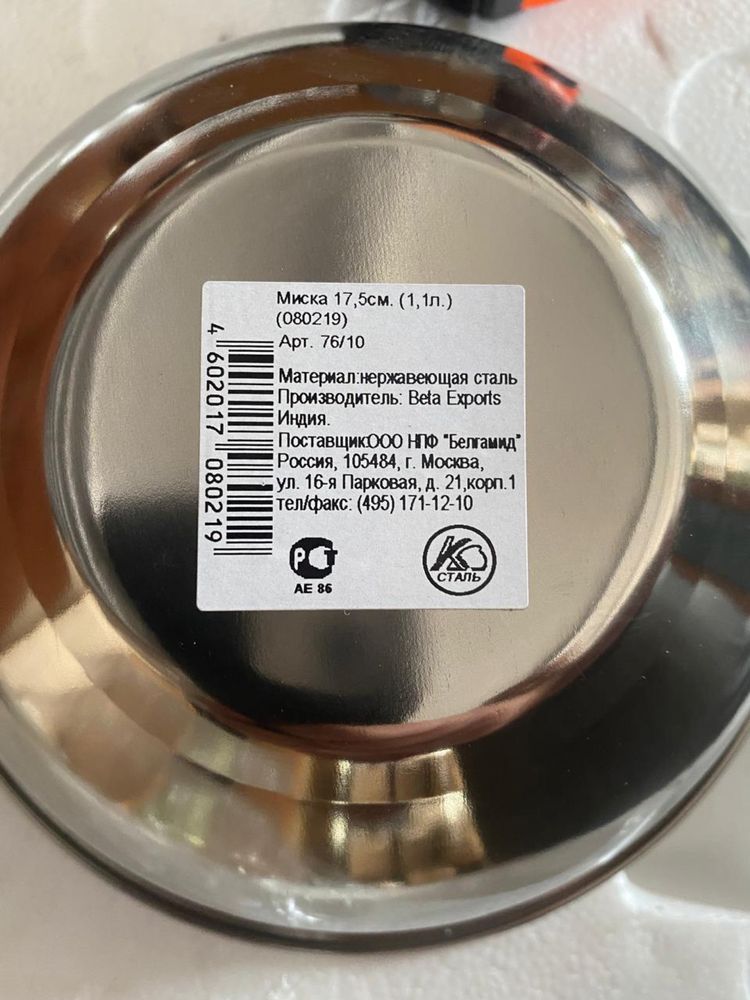 Миска 17,5см. (1,1л.)
(080219)
Арт. 76/10
Материал:нержавеющая сталь
Производитель: Beta Exports
Индия.
Поставщик:ООО НПФ "Белгамид"
Россия, 105484, г. Москва,
ул. 16-я Парковая, д. 21,корп.1
тел/факс: (495) 171-12-10
4 602017 080219
РСТ
АЕ 86
СТАЛЬ